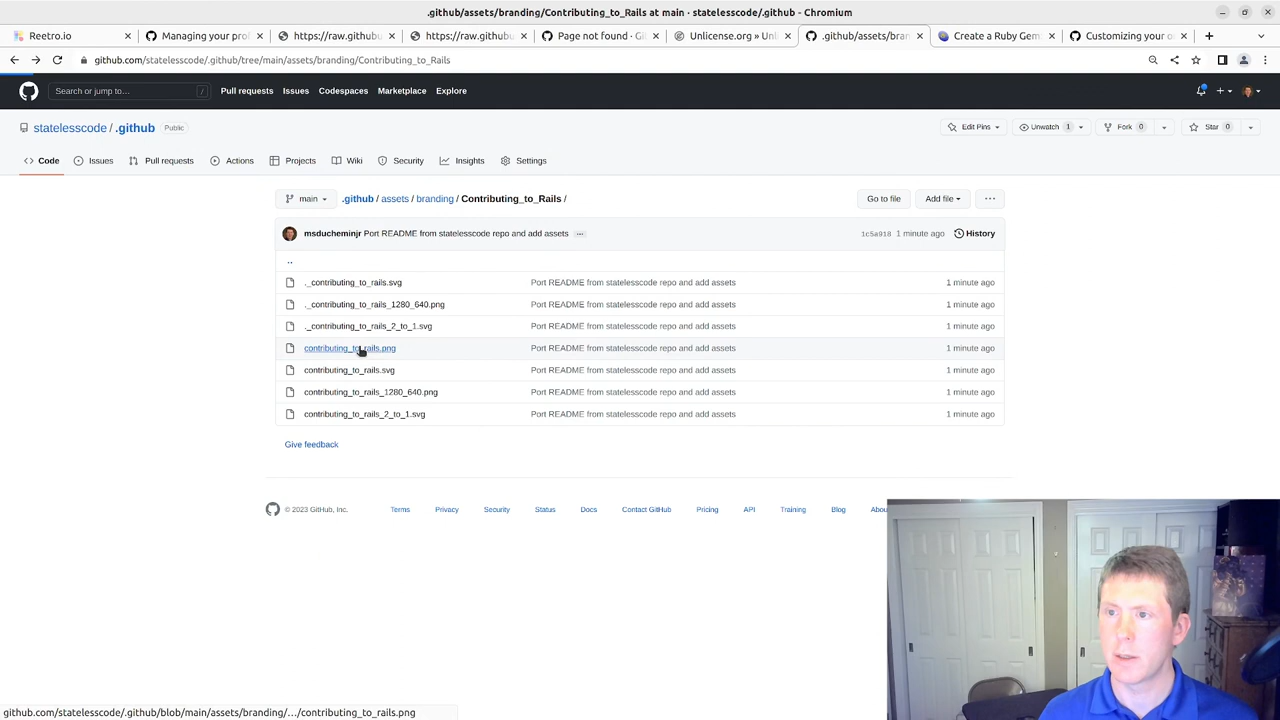 .github/assets/branding/Contributing_to_Rails at main · statelesscode/.github - Chromium
Reetro.io
Managing your pro
https://raw.githubu
https://raw.githubu
Page not found · G
Unlicense.org » Unl
.github/assets/bran
Create a Ruby Gem
Customizing your o
github.com/statelesscode/.github/tree/main/assets/branding/Contributing_to_Rails
Search or jump to…
/
Pull requests
Issues
Codespaces
Marketplace
Explore
statelesscode / .github
Public
Edit Pins
Unwatch 1
Fork 0
Star 0
Code
Issues
Pull requests
Actions
Projects
Wiki
Security
Insights
Settings
main
.github / assets / branding / Contributing_to_Rails /
Go to file
Add file
msducheminjr Port README from statelesscode repo and add assets
1c5a918 1 minute ago
History
..
._contributing_to_rails.svg Port README from statelesscode repo and add assets 1 minute ago
._contributing_to_rails_1280_640.png Port README from statelesscode repo and add assets 1 minute ago
._contributing_to_rails_2_to_1.svg Port README from statelesscode repo and add assets 1 minute ago
contributing_to_rails.png Port README from statelesscode repo and add assets 1 minute ago
contributing_to_rails.svg Port README from statelesscode repo and add assets 1 minute ago
contributing_to_rails_1280_640.png Port README from statelesscode repo and add assets 1 minute ago
contributing_to_rails_2_to_1.svg Port README from statelesscode repo and add assets 1 minute ago
Give feedback
© 2023 GitHub, Inc.
Terms
Privacy
Security
Status
Docs
Contact GitHub
Pricing
API
Training
Blog
Abou
github.com/statelesscode/.github/blob/main/assets/branding/…/contributing_to_rails.png